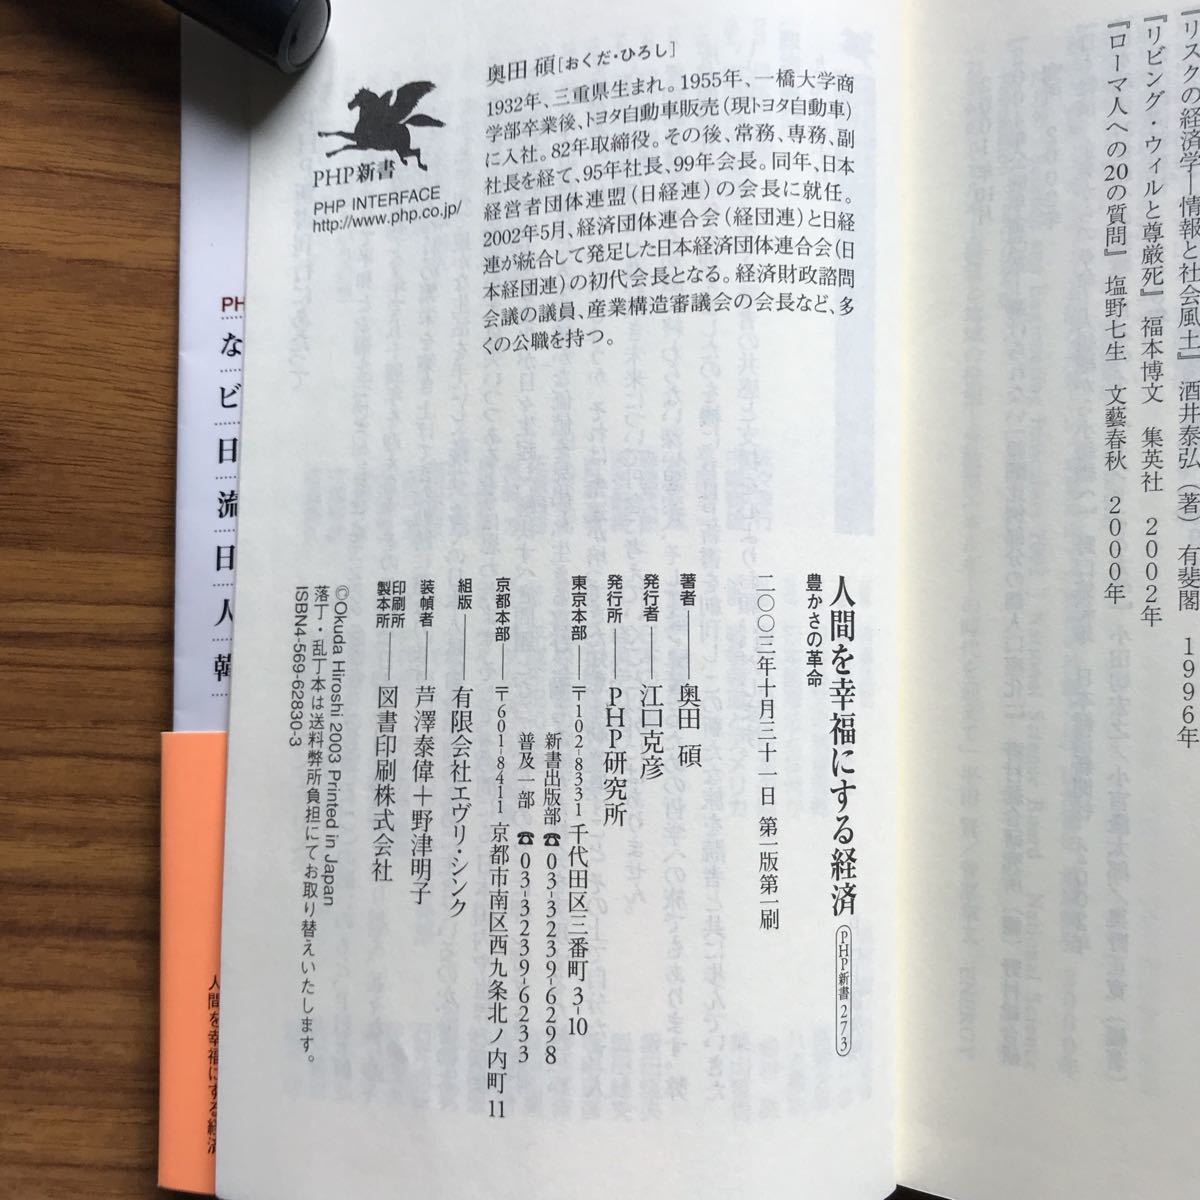 『リスクの経済学―情報と社会風土』 酒井泰弘（著） 有斐閣 1996年
『リビング・ウィルと尊厳死』 福本博文 集英社 2002年
『ローマ人への20の質問』 塩野七生 文藝春秋 2000年
PHP新書
PHP INTERFACE
http://www.php.co.jp/
奥田 碩[おくだ・ひろし]
1932年、三重県生まれ。1955年、一橋大学商
学部卒業後、トヨタ自動車販売（現トヨタ自動車）
に入社。82年取締役。その後、常務、専務、副
社長を経て、95年社長、99年会長。同年、日本
経営者団体連盟（日経連）の会長に就任。
2002年5月、経済団体連合会（経団連）と日経
連が統合して発足した日本経済団体連合会（日
本経団連）の初代会長となる。経済財政諮問
会議の議員、産業構造審議会の会長など、多
くの公職を持つ。
人間を幸福にする経済 PHP新書 273
豊かさの革命
二〇〇三年十月三十一日 第一版第一刷
著者――奥田 碩
発行者――江口克彦
発行所――PHP研究所
東京本部――〒102-8331 千代田区三番町 3-10
新書出版部 ☎03-3239-6298
普及一部 ☎03-3239-6233
京都本部――〒601-8411 京都市南区西九条北ノ内町 11
組版――有限会社エヴリ・シンク
装幀者――芦澤泰偉＋野津明子
印刷所
製本所――図書印刷株式会社
©Okuda Hiroshi 2003 Printed in Japan
落丁・乱丁本は送料弊所負担にてお取り替えいたします。
ISBN4-569-62830-3
PH
な
ビ
日
流
日
人
韓
人間を幸福にする経済